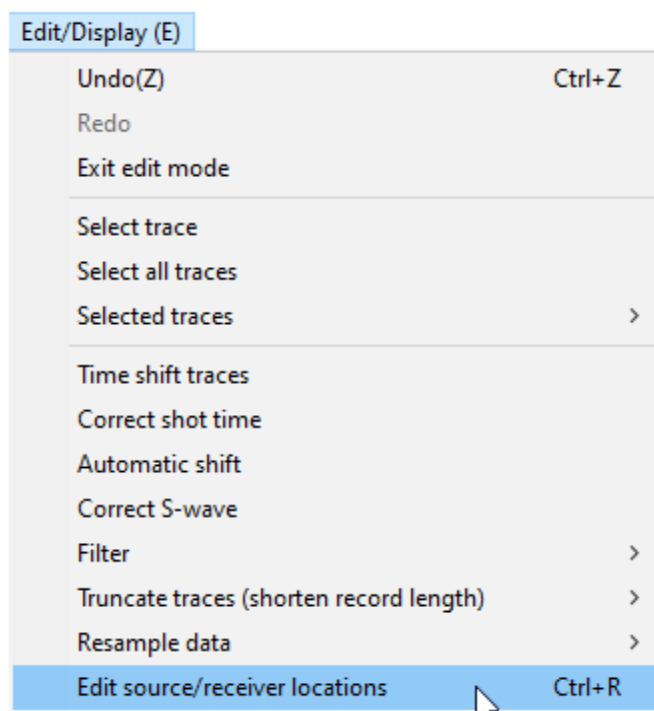 Edit/Display (E)
Undo(Z) Ctrl+Z
Redo
Exit edit mode
Select trace
Select all traces
Selected traces
Time shift traces
Correct shot time
Automatic shift
Correct S-wave
Filter
Truncate traces (shorten record length)
Resample data
Edit source/receiver locations Ctrl+R